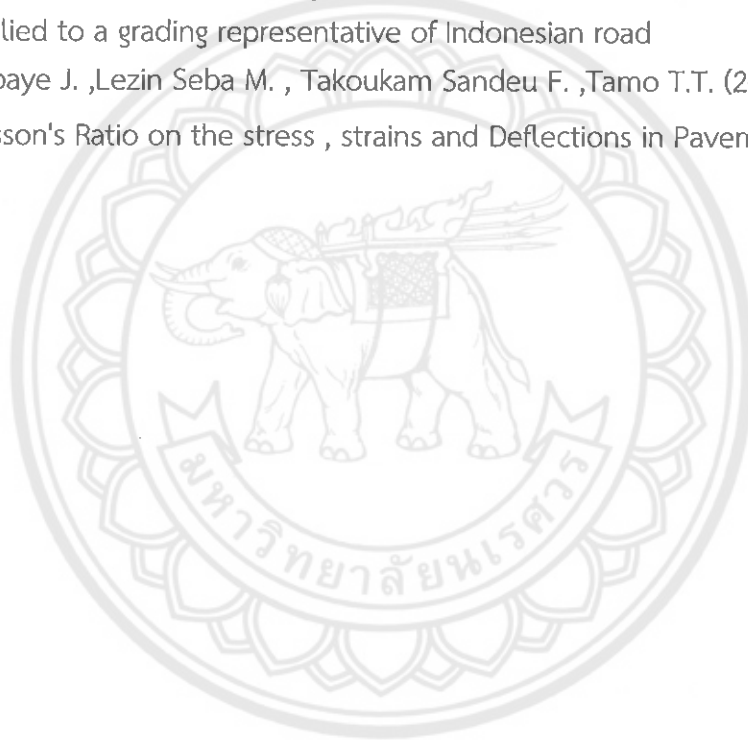 lied to a grading representative of Indonesian road
baye J. ,Lezin Seba M. , Takoukam Sandeu F. ,Tamo T.T. (2
sson's Ratio on the stress , strains and Deflections in Pavem
มหาวิทยาลัยนเรศวร